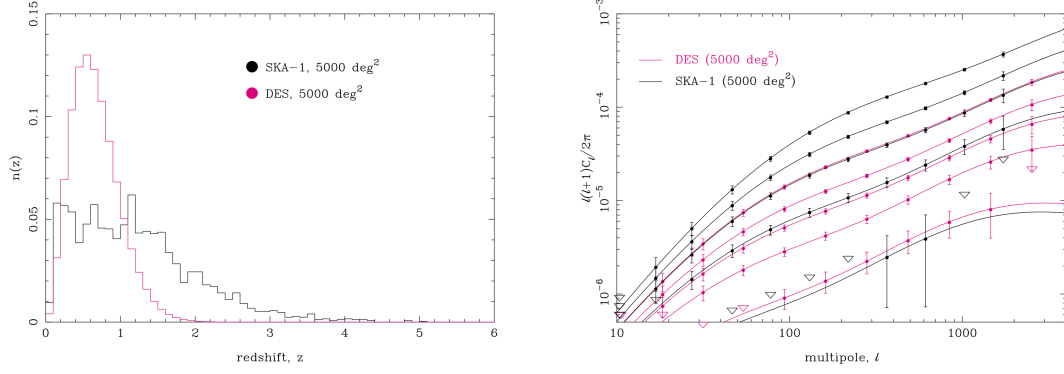 0.15
0.1
0.05
0
n(z)
SKA-1, 5000 deg²
DES, 5000 deg²
0 1 2 3 4 5 6
redshift, z
10⁻³
10⁻⁴
10⁻⁵
10⁻⁶
ℓ(ℓ+1)Cℓ/2π
DES (5000 deg²)
SKA-1 (5000 deg²)
10 100 1000
multipole, ℓ